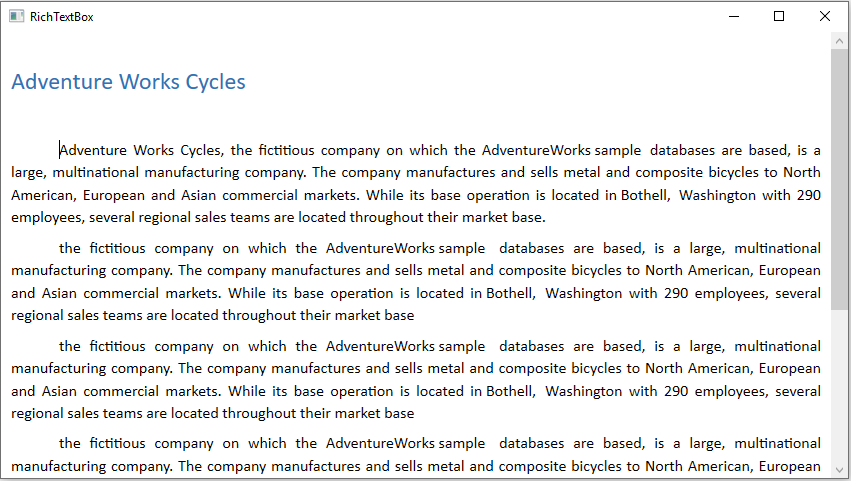 RichTextBox
Adventure Works Cycles
Adventure Works Cycles, the fictitious company on which the AdventureWorks sample databases are based, is a
large, multinational manufacturing company. The company manufactures and sells metal and composite bicycles to North
American, European and Asian commercial markets. While its base operation is located in Bothell, Washington with 290
employees, several regional sales teams are located throughout their market base.
the fictitious company on which the AdventureWorks sample databases are based, is a large, multinational
manufacturing company. The company manufactures and sells metal and composite bicycles to North American, European
and Asian commercial markets. While its base operation is located in Bothell, Washington with 290 employees, several
regional sales teams are located throughout their market base
the fictitious company on which the AdventureWorks sample databases are based, is a large, multinational
manufacturing company. The company manufactures and sells metal and composite bicycles to North American, European
and Asian commercial markets. While its base operation is located in Bothell, Washington with 290 employees, several
regional sales teams are located throughout their market base
the fictitious company on which the AdventureWorks sample databases are based, is a large, multinational
manufacturing company. The company manufactures and sells metal and composite bicycles to North American, European